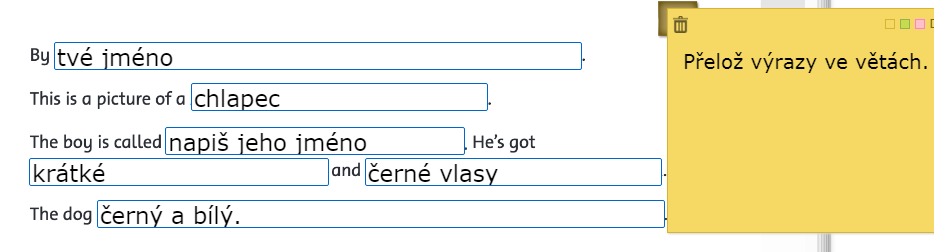 By tvé jméno.
Přelož výrazy ve větách.
This is a picture of a chlapec.
The boy is called napiš jeho jméno. He’s got
krátké and černé vlasy.
The dog černý a bílý..